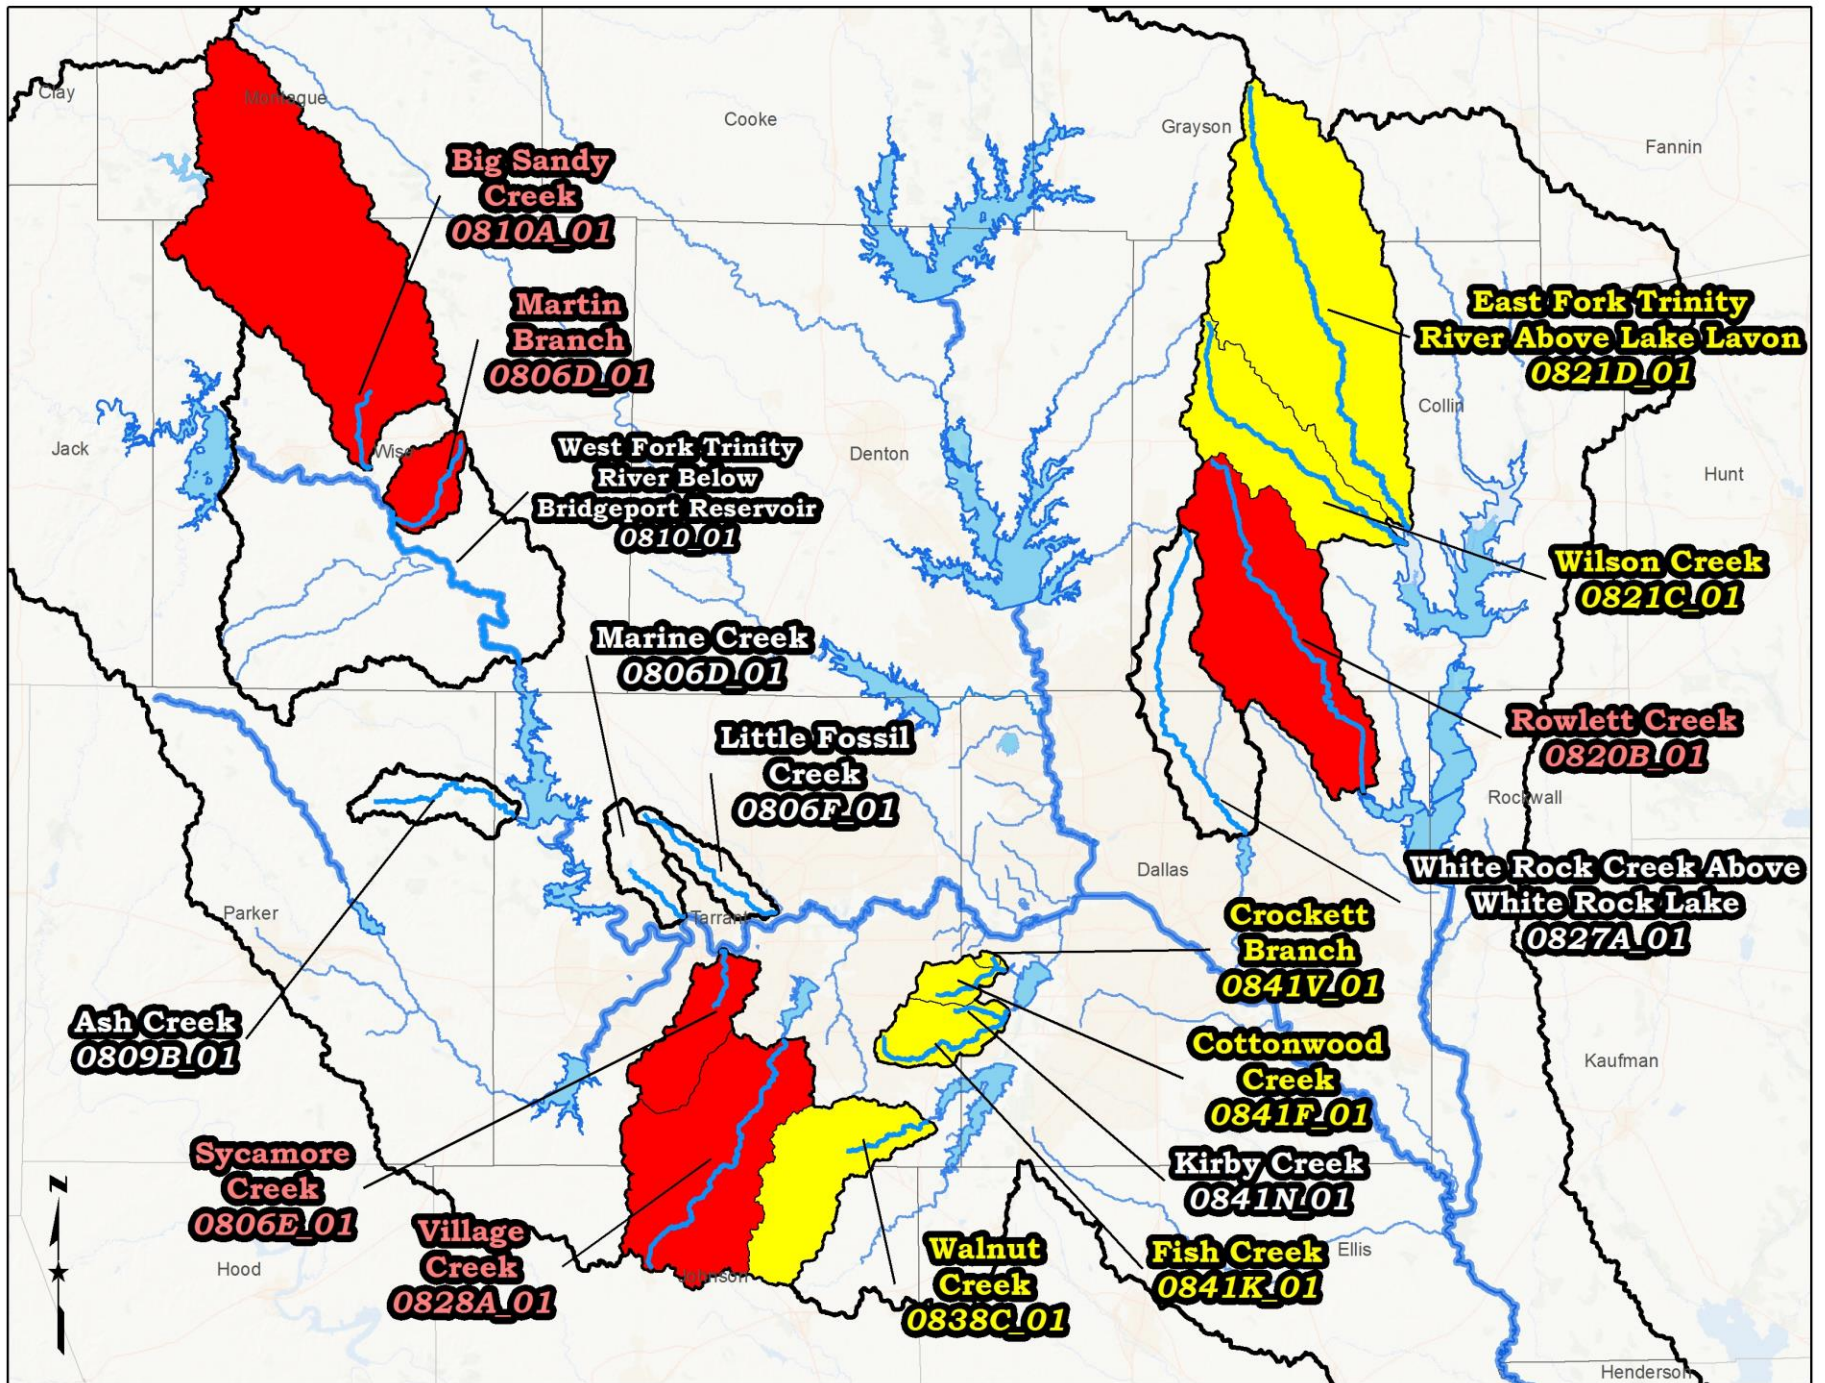 Clay
Montague
Cooke
Grayson
Fannin
Big Sandy
Creek
0810A_01
Martin
Branch
0806D_01
East Fork Trinity
River Above Lake Lavon
0821D_01
Collin
Jack
Wise
West Fork Trinity
River Below
Bridgeport Reservoir
0810_01
Denton
Hunt
Wilson Creek
0821C_01
Marine Creek
0806D_01
Little Fossil
Creek
0806F_01
Rowlett Creek
0820B_01
Rockwall
Dallas
White Rock Creek Above
White Rock Lake
0827A_01
Parker
Tarrant
Crockett
Branch
0841V_01
Ash Creek
0809B_01
Cottonwood
Creek
0841F_01
Kaufman
Sycamore
Creek
0806E_01
Kirby Creek
0841N_01
Village
Creek
0828A_01
Walnut
Creek
0838C_01
Fish Creek
0841K_01
Ellis
Hood
Johnson
Henderson
N